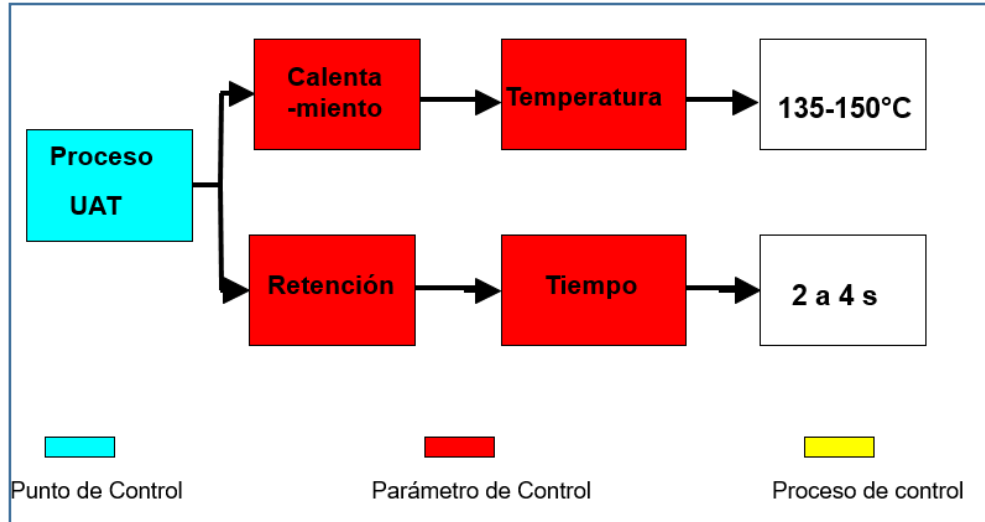 Calenta
-miento
Temperatura
135-150°C
Proceso
UAT
Retención
Tiempo
2 a 4 s
Punto de Control
Parámetro de Control
Proceso de control